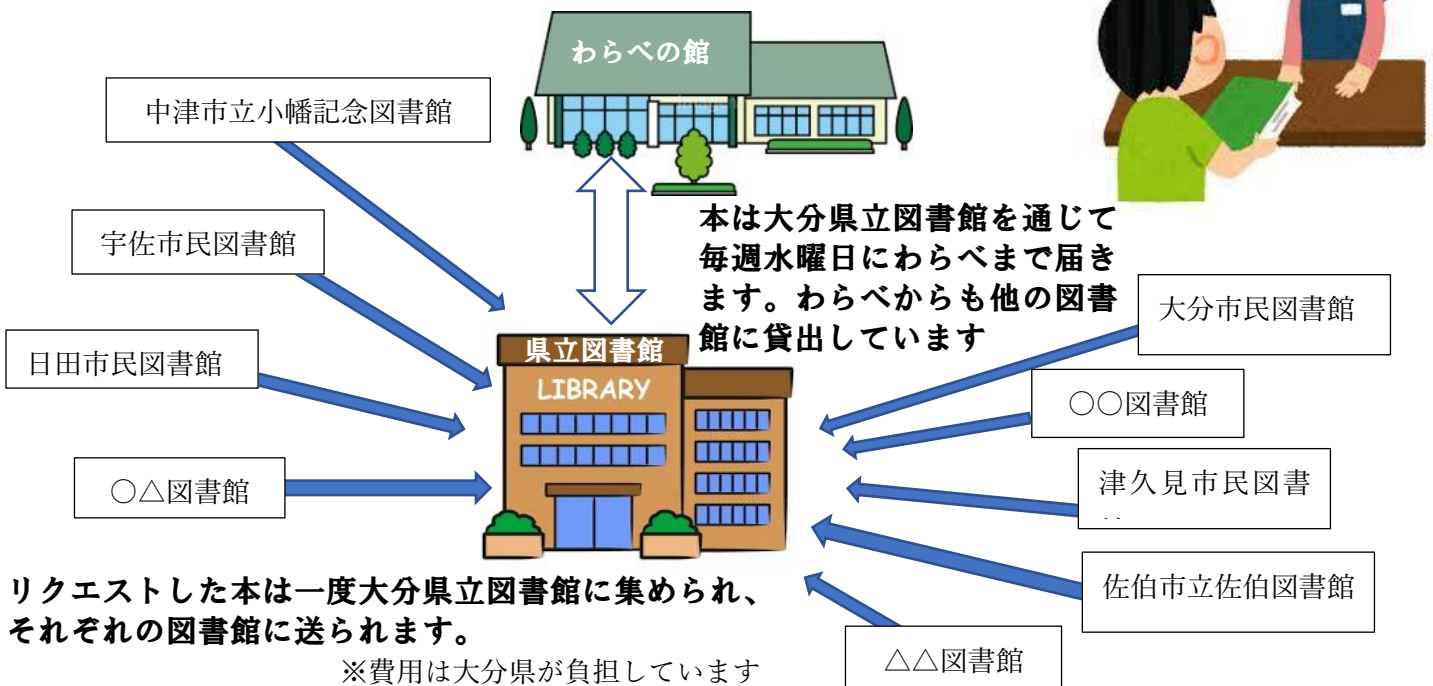 わらべの館
中津市立小幡記念図書館
宇佐市民図書館
日田市民図書館
○△図書館
本は大分県立図書館を通じて
毎週水曜日にわらべまで届き
ます。わらべからも他の図書
館に貸出しています
県立図書館
LIBRARY
大分市民図書館
○○図書館
津久見市民図書
佐伯市立佐伯図書館
△△図書館
リクエストした本は一度大分県立図書館に集められ、
それぞれの図書館に送られます。
※費用は大分県が負担しています